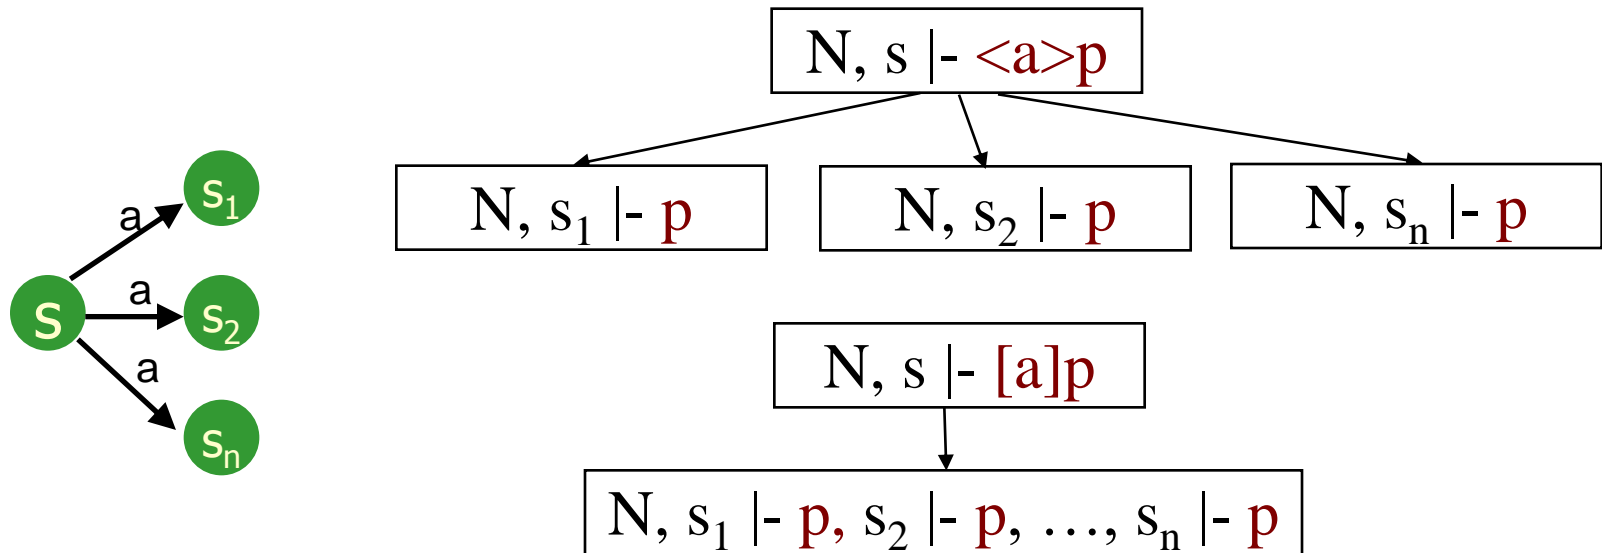 N, s |- <a>p
N, s₁ |- p
N, s₂ |- p
N, sₙ |- p
s
a
s₁
a
s₂
a
sₙ
N, s |- [a]p
N, s₁ |- p, s₂ |- p, …, sₙ |- p